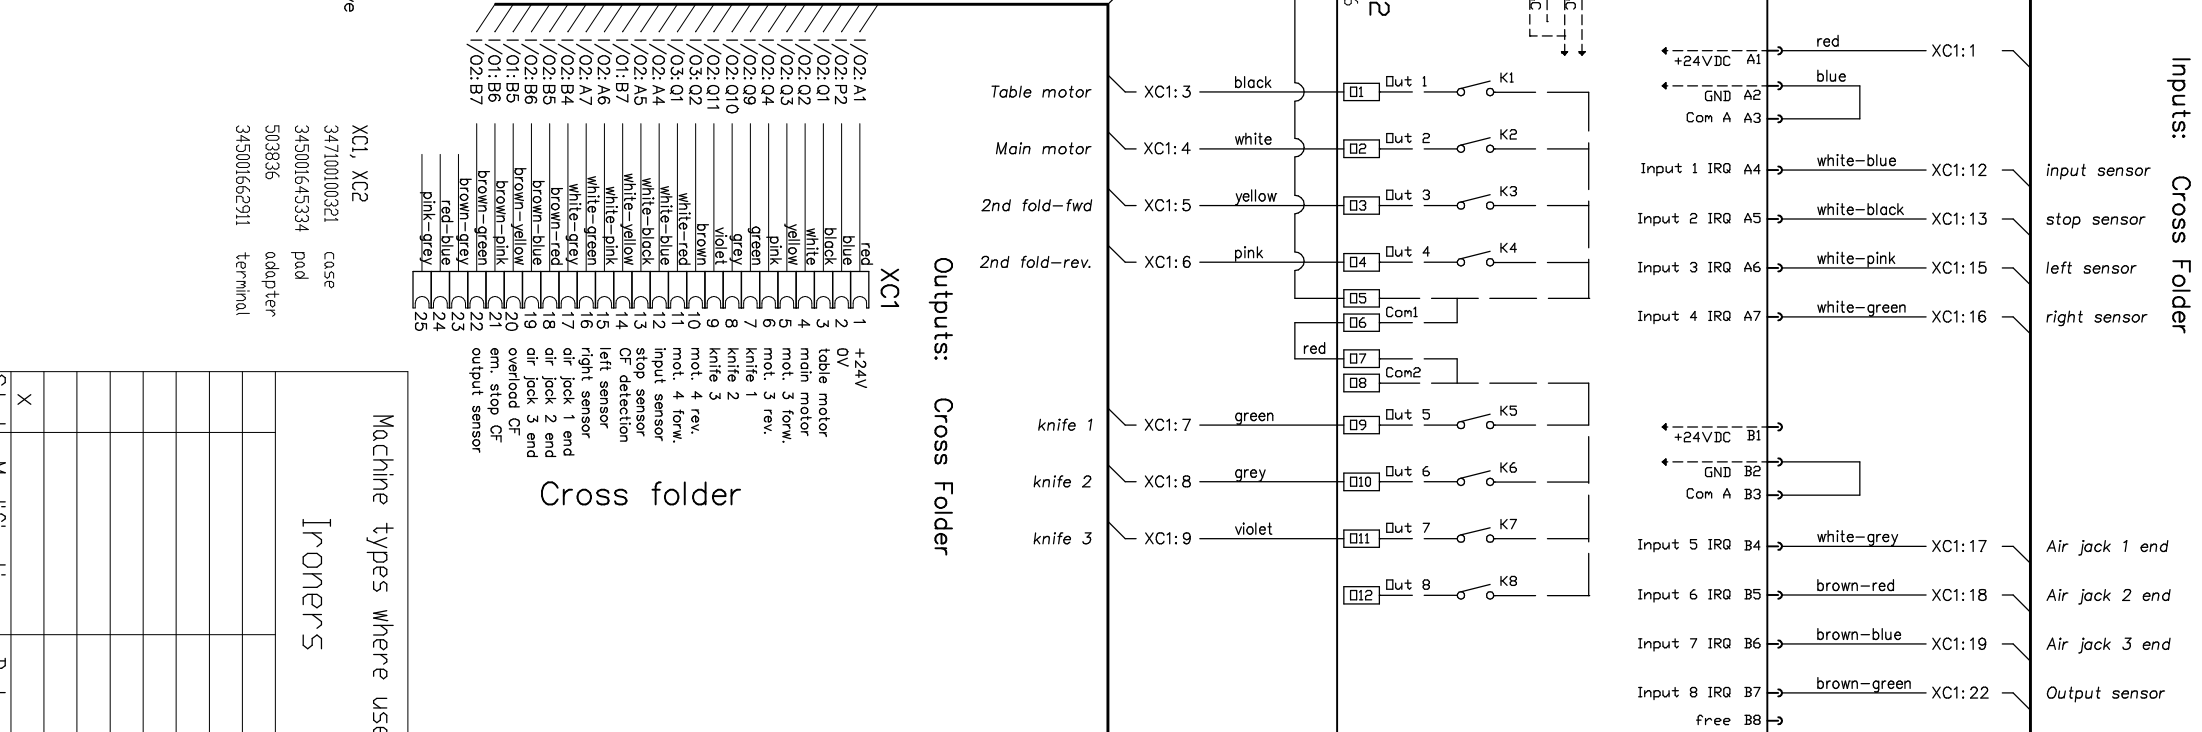 XC1, XC2
347100100321 case
345001645334 pad
503836 adapter
345001662911 terminal
Machine types where use
Ironers
X
I/02:A1
I/02:P2
I/02:Q1
I/02:Q2
I/02:Q3
I/02:Q4
I/02:Q9
I/02:Q10
I/02:Q11
I/03:Q2
I/03:Q1
I/02:A4
I/02:A5
I/01:B7
I/02:A6
I/02:A7
I/02:B4
I/02:B5
I/02:B6
I/01:B5
I/01:B6
I/02:B7
red
blue
black
white
yellow
pink
green
grey
violet
brown
white-red
white-blue
white-black
white-yellow
white-pink
white-green
white-grey
brown-red
brown-blue
brown-yellow
brown-pink
brown-green
brown-grey
red-blue
pink-grey
XC1
1 +24V
2 0V
3 table motor
4 main motor
5 mot. 3 forw.
6 mot. 3 rev.
7 knife 1
8 knife 2
9 knife 3
10 mot. 4 rev.
11 mot. 4 forw.
12 input sensor
13 stop sensor
14 CF detection
15 left sensor
16 right sensor
17 air jack 1 end
18 air jack 2 end
19 air jack 3 end
20 overload CF
21 em. stop CF
22 output sensor
23
24
25
Cross folder
Outputs: Cross Folder
Table motor XC1:3 black O1 Out 1 K1
Main motor XC1:4 white O2 Out 2 K2
2nd fold-fwd XC1:5 yellow O3 Out 3 K3
2nd fold-rev. XC1:6 pink O4 Out 4 K4
O5
O6 Com1
red O7
O8 Com2
knife 1 XC1:7 green O9 Out 5 K5
knife 2 XC1:8 grey O10 Out 6 K6
knife 3 XC1:9 violet O11 Out 7 K7
O12 Out 8 K8
Inputs: Cross Folder
+24VDC A1 red XC1:1
GND A2 blue
Com A A3
Input 1 IRQ A4 white-blue XC1:12 input sensor
Input 2 IRQ A5 white-black XC1:13 stop sensor
Input 3 IRQ A6 white-pink XC1:15 left sensor
Input 4 IRQ A7 white-green XC1:16 right sensor
+24VDC B1
GND B2
Com A B3
Input 5 IRQ B4 white-grey XC1:17 Air jack 1 end
Input 6 IRQ B5 brown-red XC1:18 Air jack 2 end
Input 7 IRQ B6 brown-blue XC1:19 Air jack 3 end
Input 8 IRQ B7 brown-green XC1:22 Output sensor
free B8